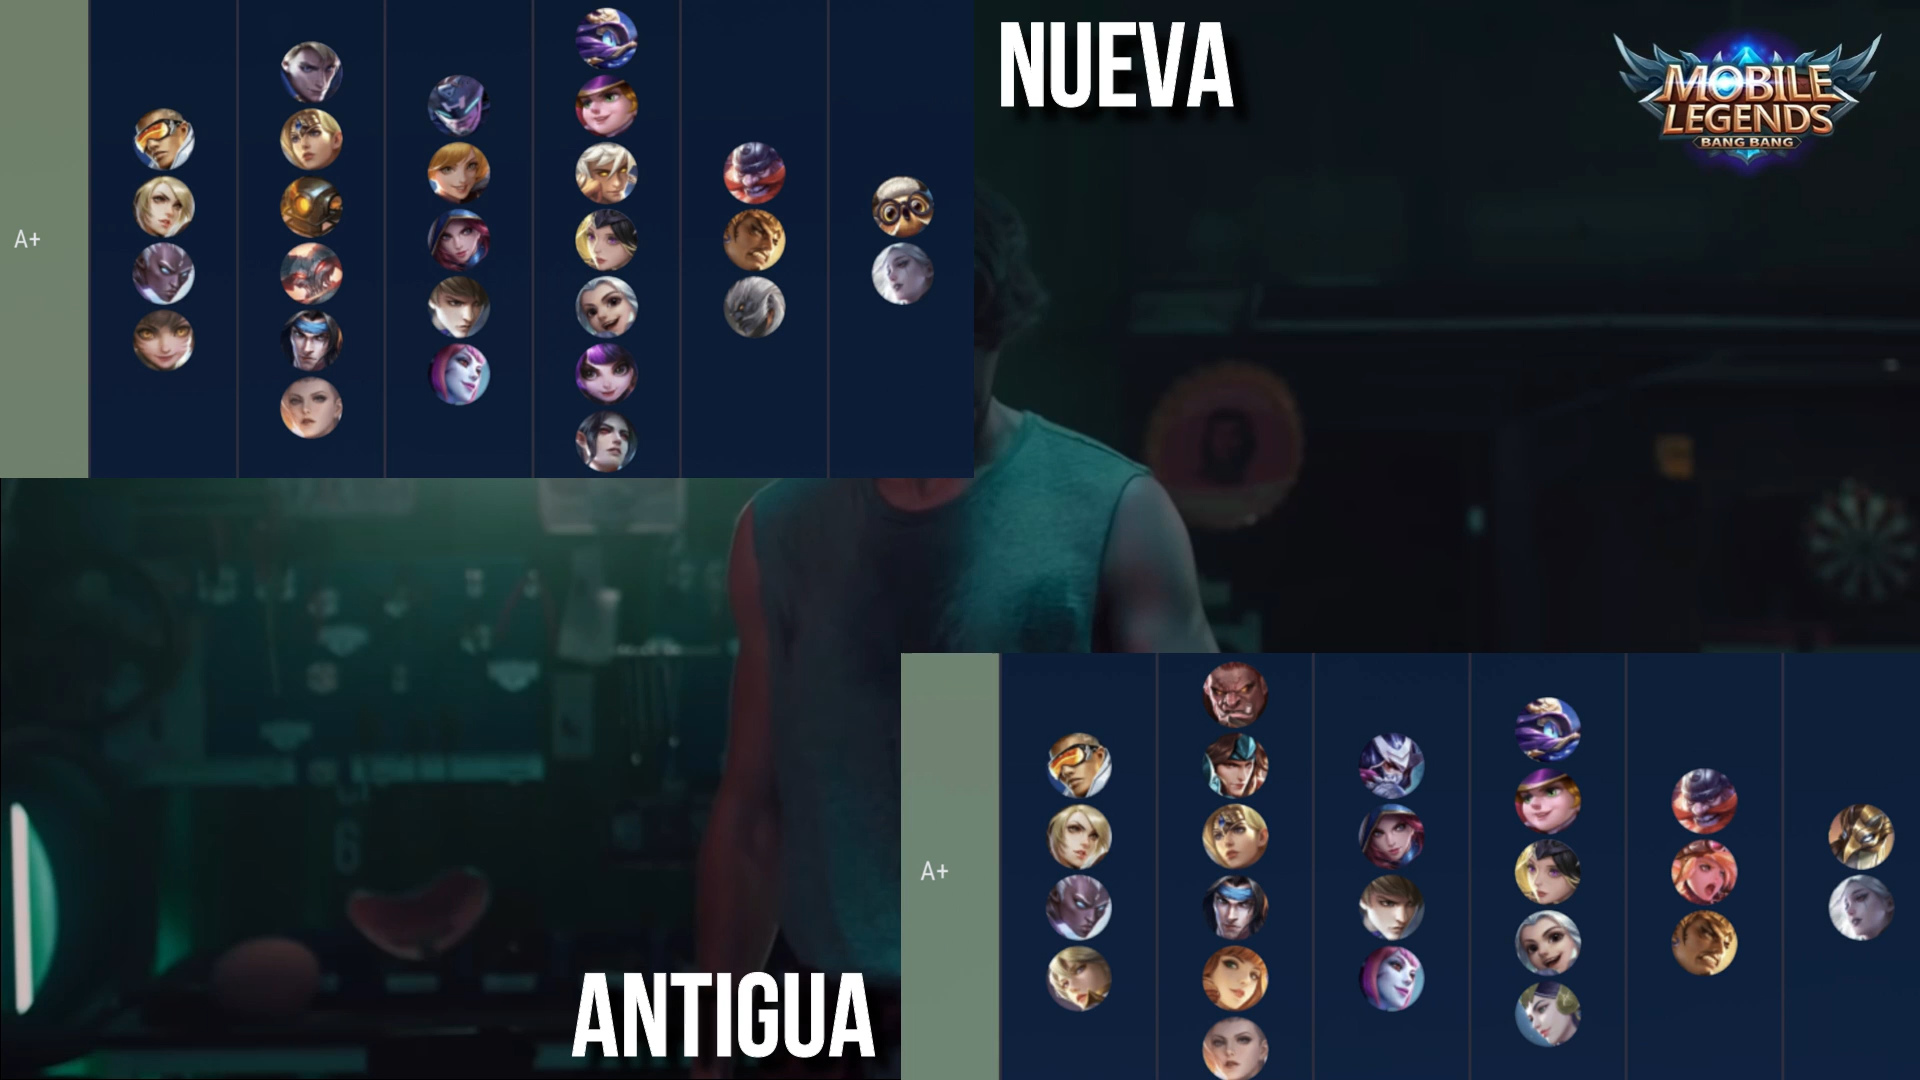 NUEVA
MOBILE
LEGENDS
BANG BANG
A+
A+
ANTIGUA